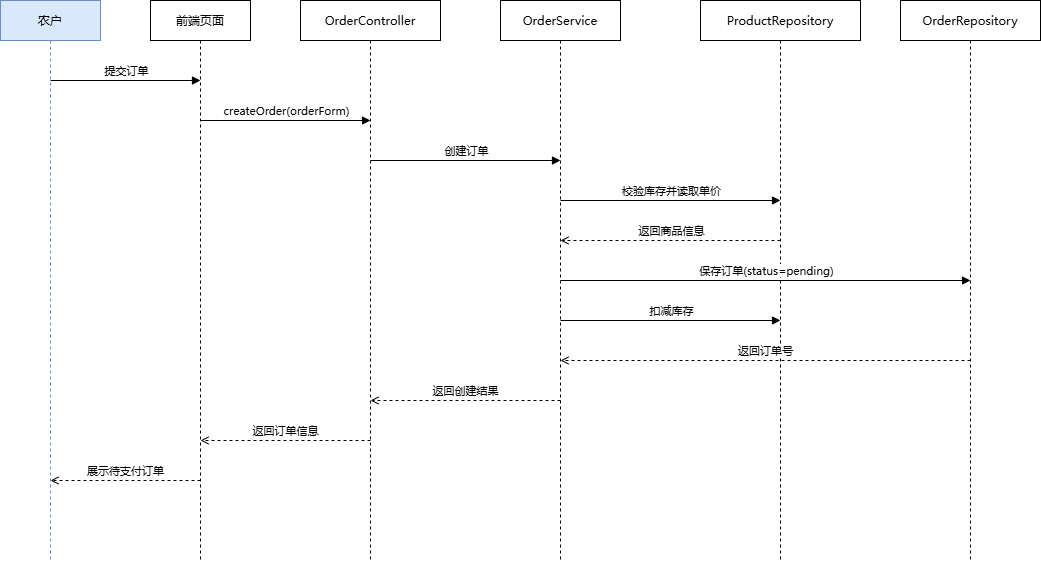 农户
前端页面
OrderController
OrderService
ProductRepository
OrderRepository
提交订单
createOrder(orderForm)
创建订单
校验库存并读取单价
返回商品信息
保存订单(status=pending)
扣减库存
返回订单号
返回创建结果
返回订单信息
展示待支付订单